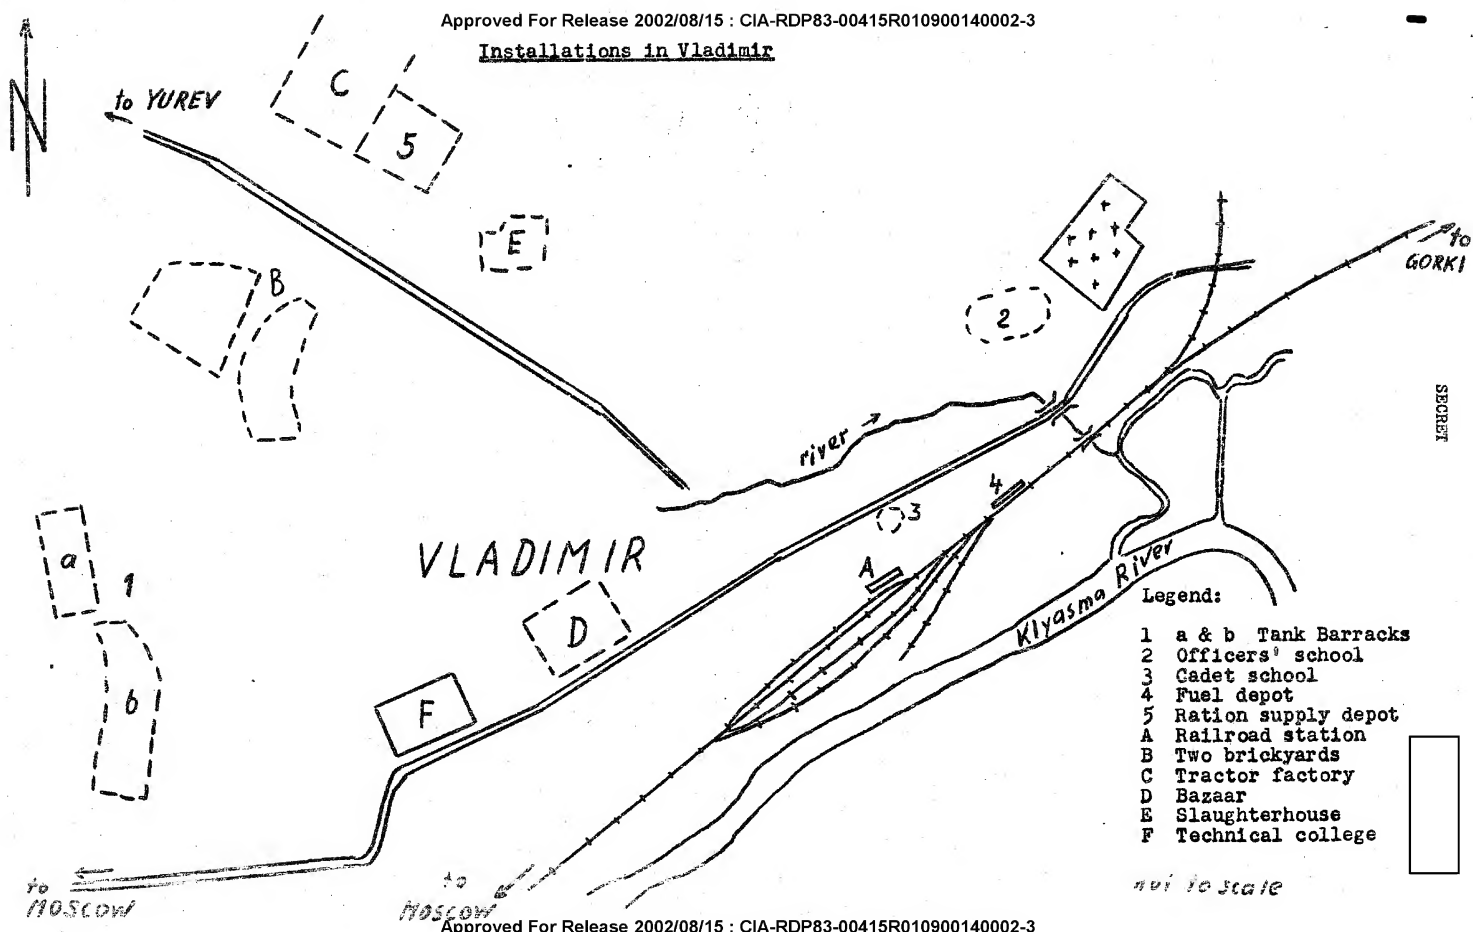 Approved For Release 2002/08/15 : CIA-RDP83-00415R010900140002-3
Installations in Vladimir
N
to YUREV
C
5
E
B
2
to
GORKI
river
SECRET
4
3
VLADIMIR
A
a
1
b
D
F
Klyasma River
Legend:
1 a & b Tank Barracks
2 Officers' school
3 Cadet school
4 Fuel depot
5 Ration supply depot
A Railroad station
B Two brickyards
C Tractor factory
D Bazaar
E Slaughterhouse
F Technical college
not to scale
to
MOSCOW
to
MOSCOW
Approved For Release 2002/08/15 : CIA-RDP83-00415R010900140002-3